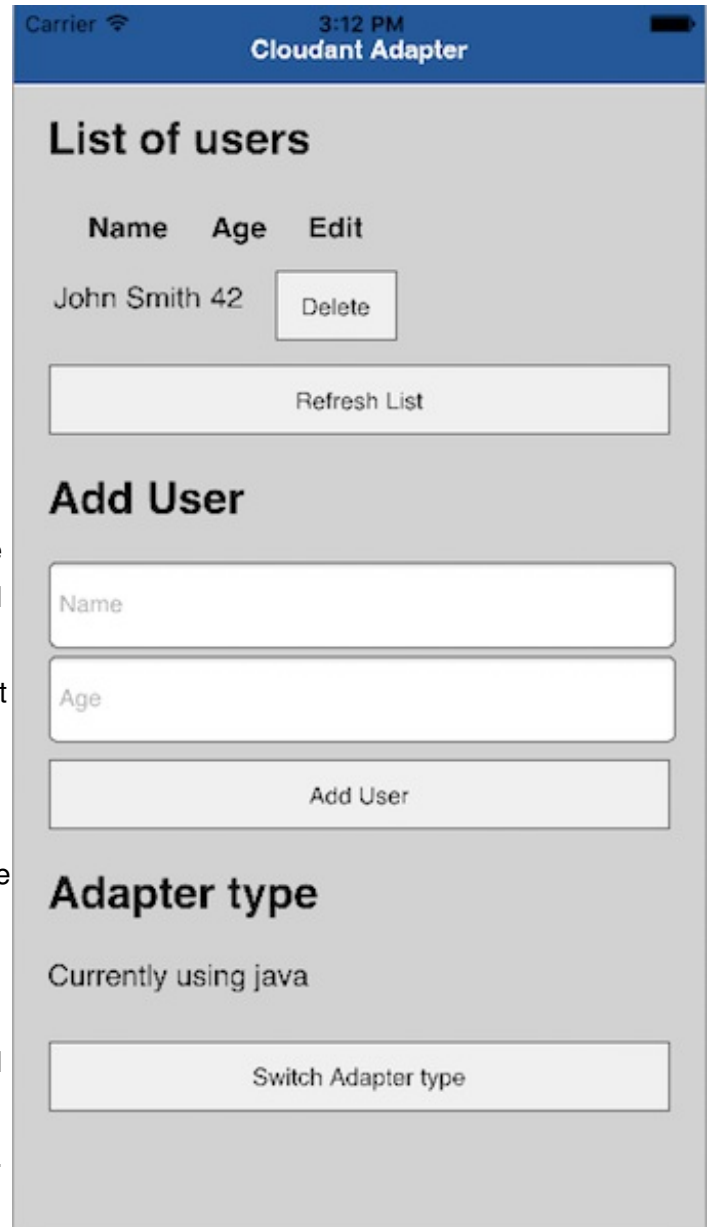 Carrier 3:12 PM
Cloudant Adapter
List of users
Name Age Edit
John Smith 42 Delete
Refresh List
Add User
Name
Age
Add User
Adapter type
Currently using java
Switch Adapter type